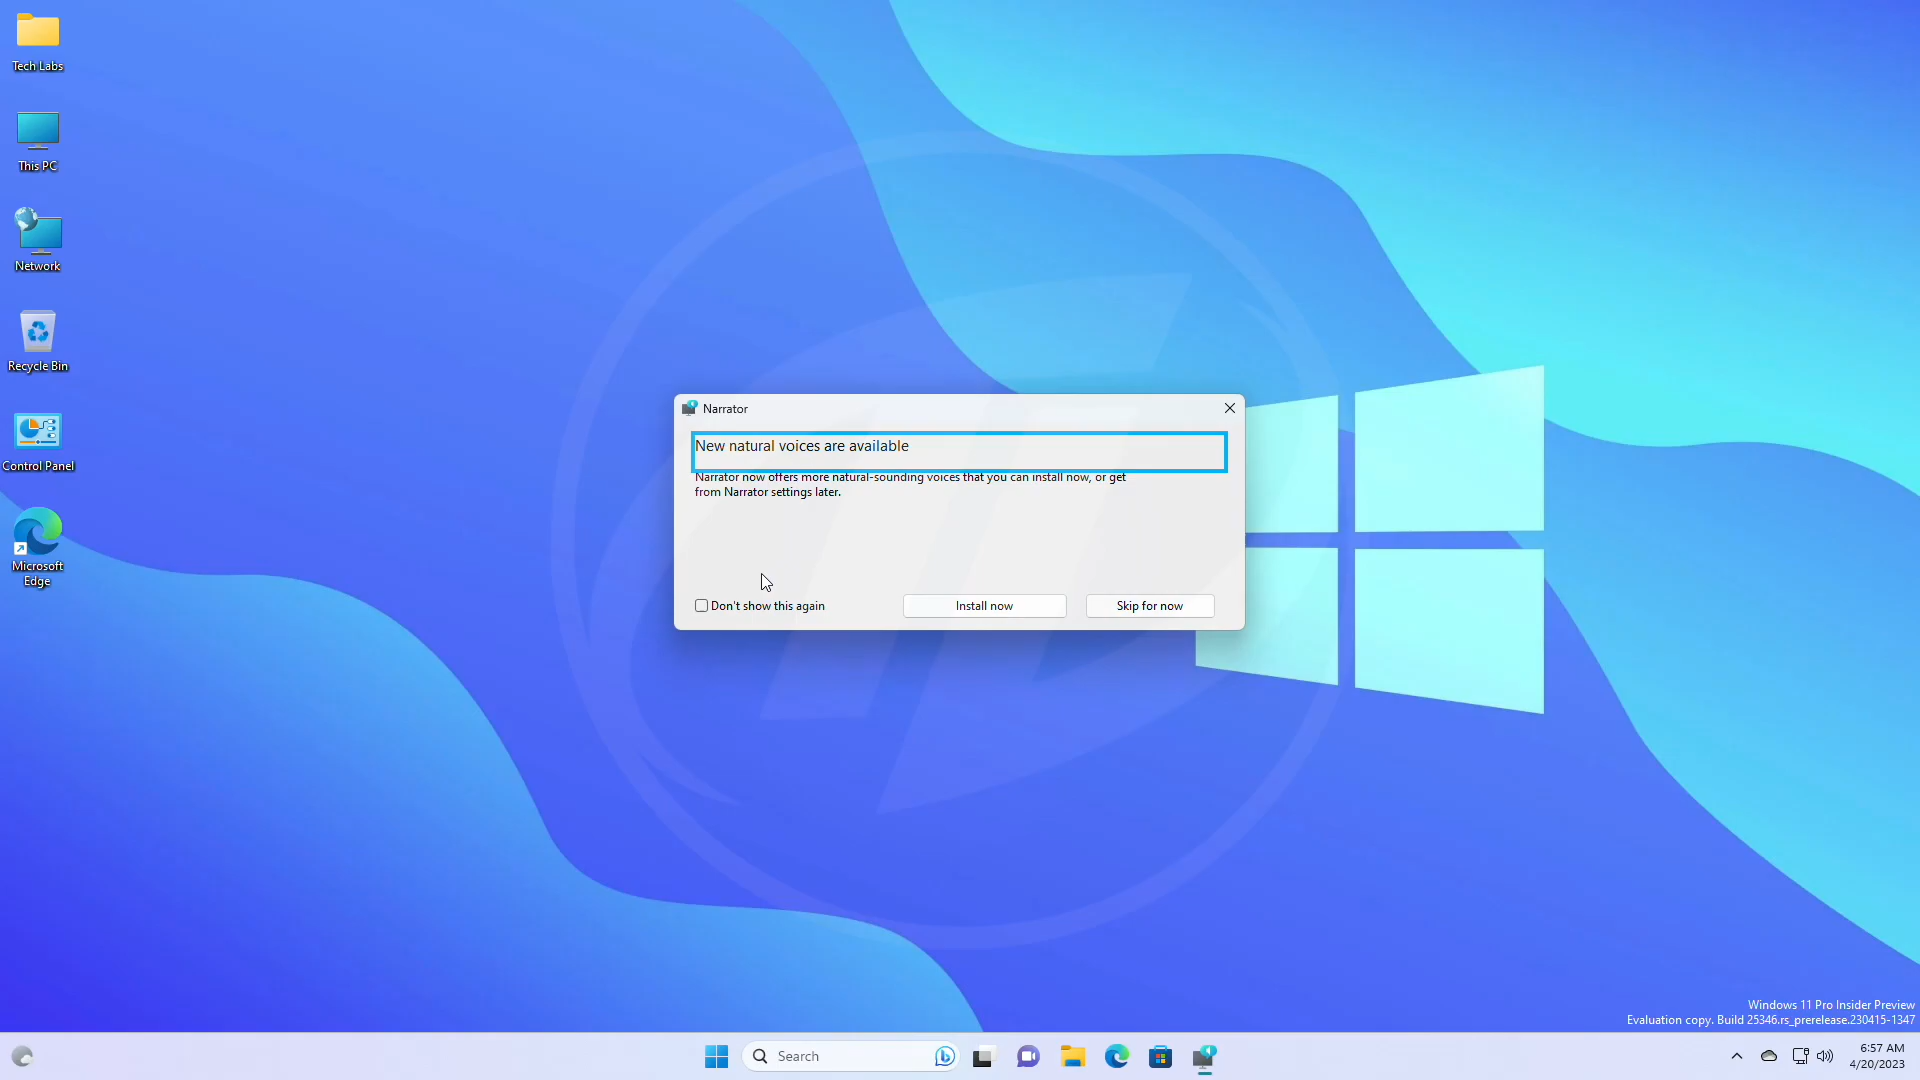 Tech Labs
This PC
Network
Recycle Bin
Control Panel
Microsoft
Edge
Narrator
New natural voices are available
Narrator now offers more natural-sounding voices that you can install now, or get
from Narrator settings later.
Don't show this again
Install now
Skip for now
Windows 11 Pro Insider Preview
Evaluation copy. Build 25346.rs_prerelease.230415-1347
Search
6:57 AM
4/20/2023